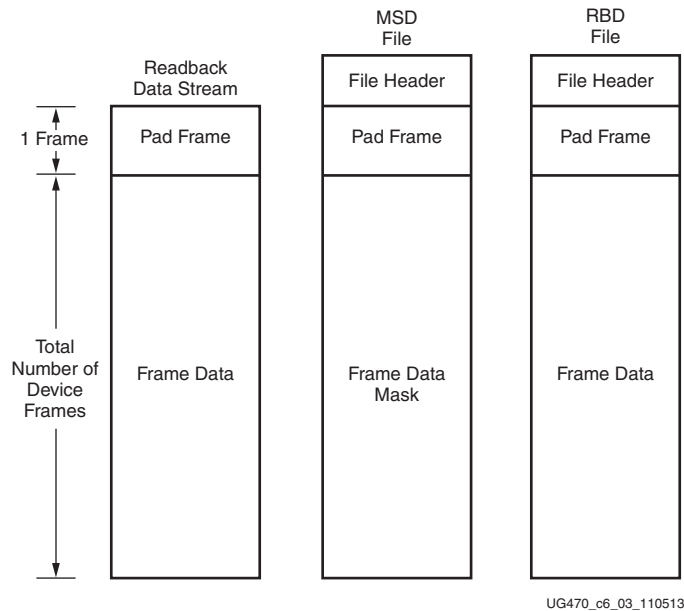 MSD
File
RBD
File
Readback
Data Stream
File Header
File Header
1 Frame
Pad Frame
Pad Frame
Pad Frame
Total
Number of
Device
Frames
Frame Data
Frame Data
Mask
Frame Data
UG470_c6_03_110513